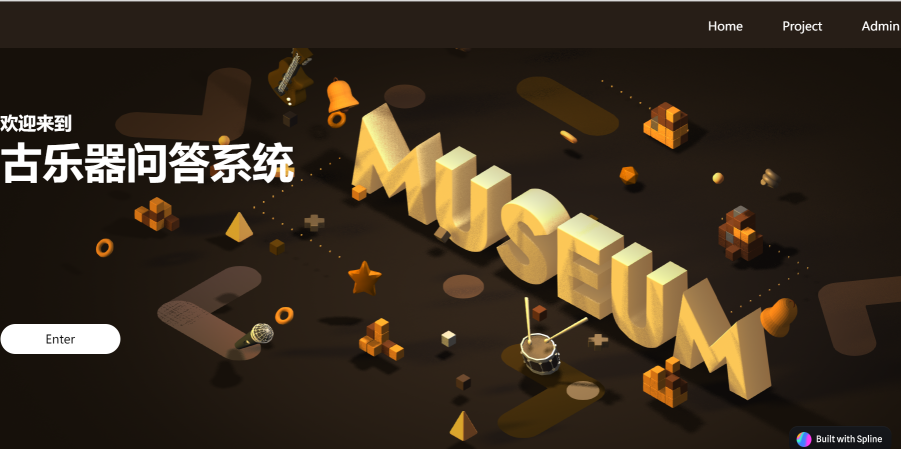 Home
Project
Admin
欢迎来到
古乐器问答系统
MUSEUM
Enter
Built with Spline